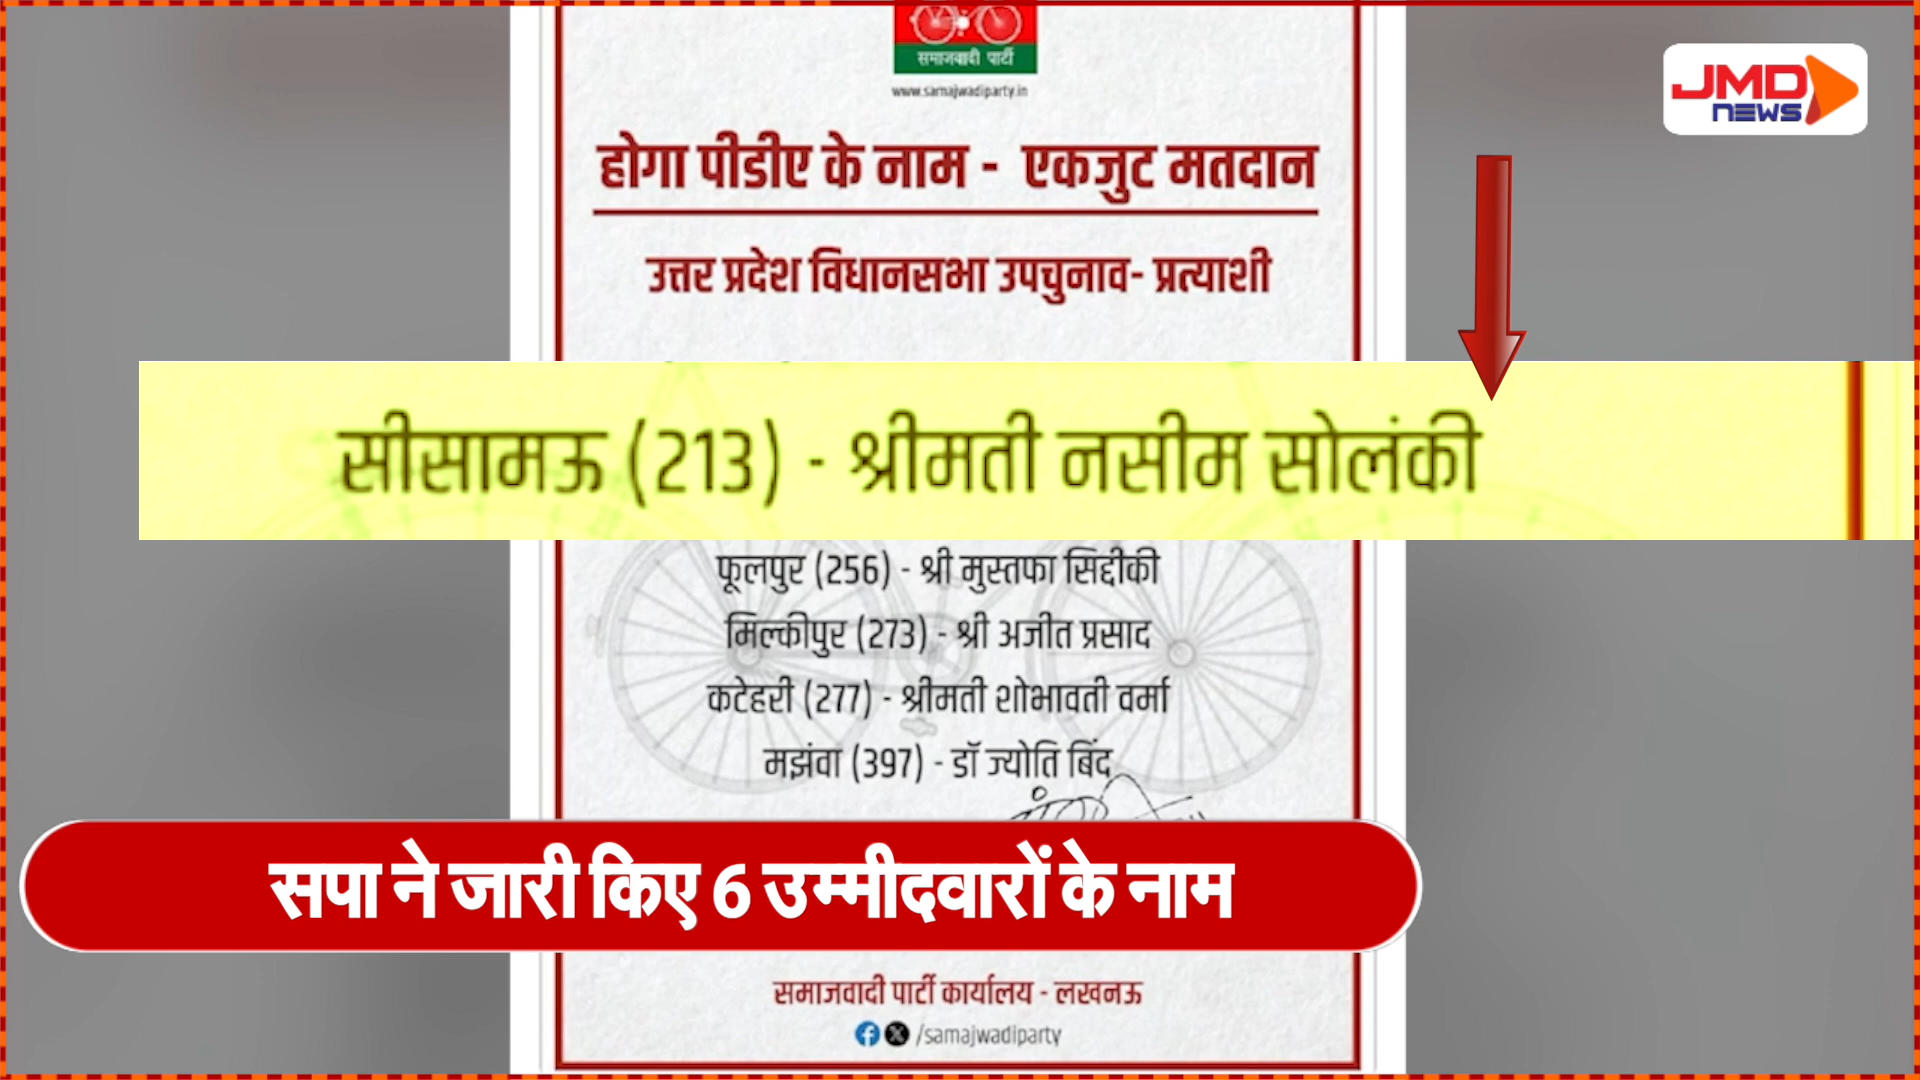 समाजवादी पार्टी
www.samajwadiparty.in
JMD
NEWS
होगा पीडीए के नाम - एकजुट मतदान
उत्तर प्रदेश विधानसभा उपचुनाव- प्रत्याशी
सीसामऊ (213) - श्रीमती नसीम सोलंकी
फूलपुर (256) - श्री मुस्तफा सिद्दीकी
मिल्कीपुर (273) - श्री अजीत प्रसाद
कटेहरी (277) - श्रीमती शोभावती वर्मा
मझंवा (397) - डॉ ज्योति बिंद
सपा ने जारी किए 6 उम्मीदवारों के नाम
समाजवादी पार्टी कार्यालय - लखनऊ
/samajwadiparty